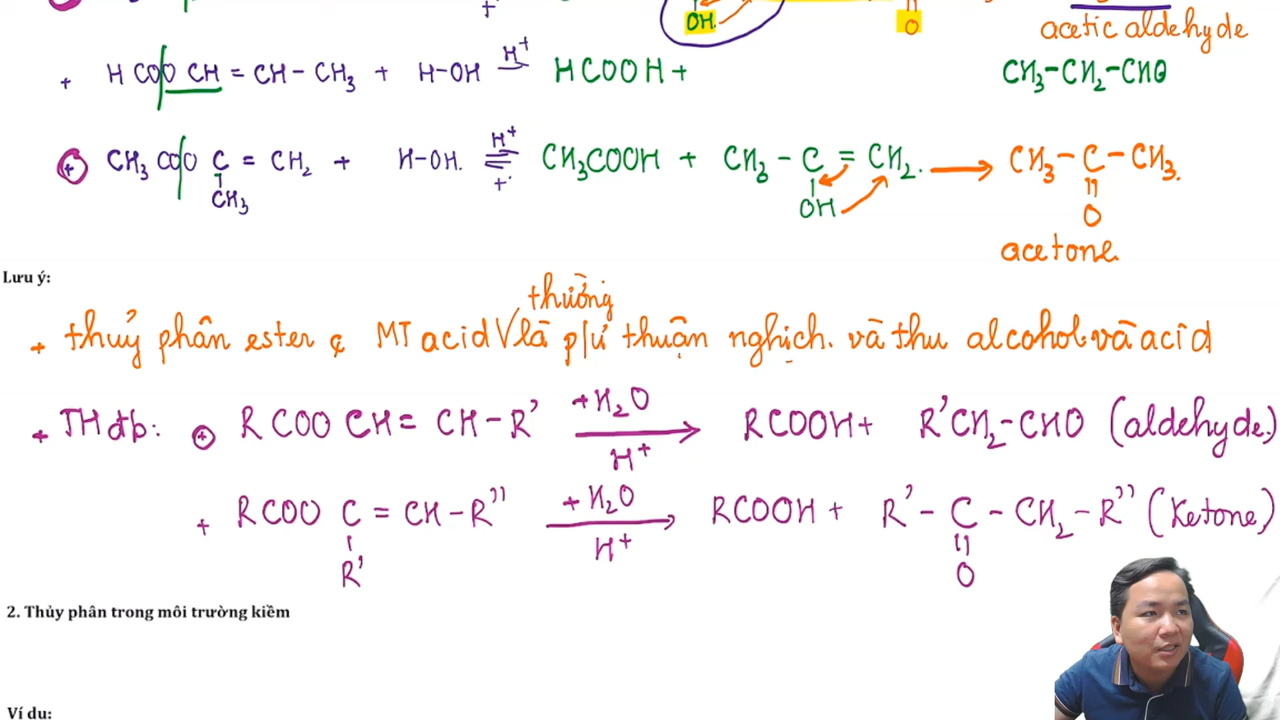 +
OH
O
acetic aldehyde
+ HCOOCH = CH - CH3 + H-OH H+ HCOOH + CH3-CH2-CHO
+ CH3COO C = CH2 + H-OH. H+ CH3COOH + CH3 - C = CH2. → CH3 - C - CH3.
CH3 +. OH O
acetone.
Lưu ý:
thường
+ thuỷ phân ester MT acid √ là p/ứ thuận nghịch. và thu alcohol và acid
+ TH đb: + RCOO CH = CH - R' +H2O H+ → RCOOH + R'CH2-CHO (aldehyde)
+ RCOO C = CH - R'' +H2O H+ → RCOOH + R' - C - CH2 - R'' (Ketone)
R' O
2. Thủy phân trong môi trường kiềm
Ví dụ: